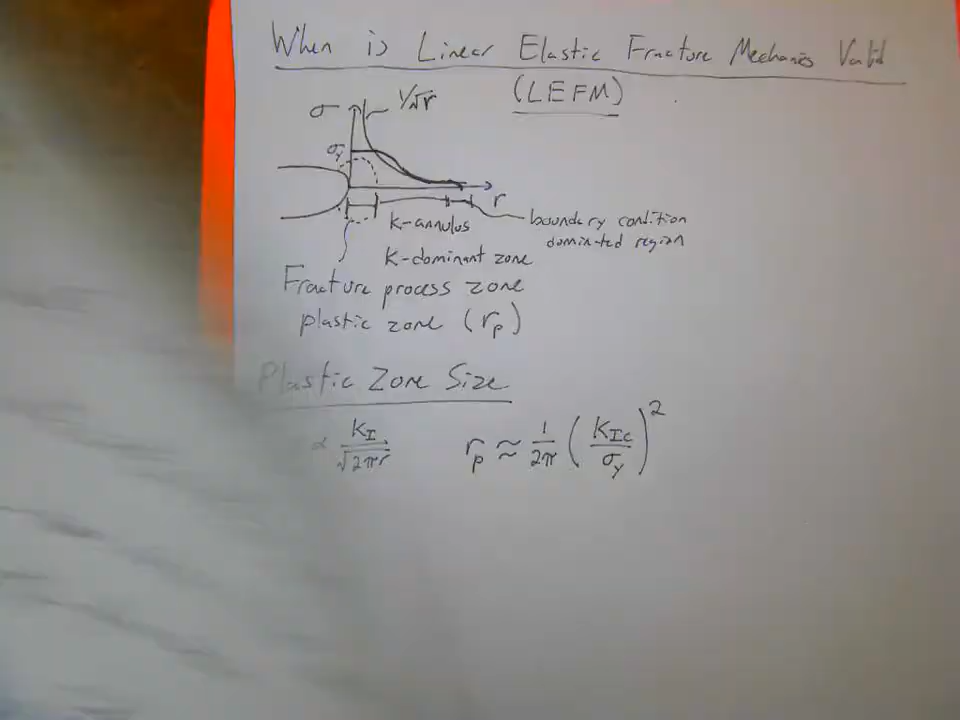 When is Linear Elastic Fracture Mechanics Valid
(LEFM)
σ 1/√r
σy
r
K-annulus
boundary condition
dominated region
K-dominant zone
Fracture process zone
plastic zone (rp)
Plastic Zone Size
∝ KI/√2πr rp ≈ 1/2π (KIc/σy)²